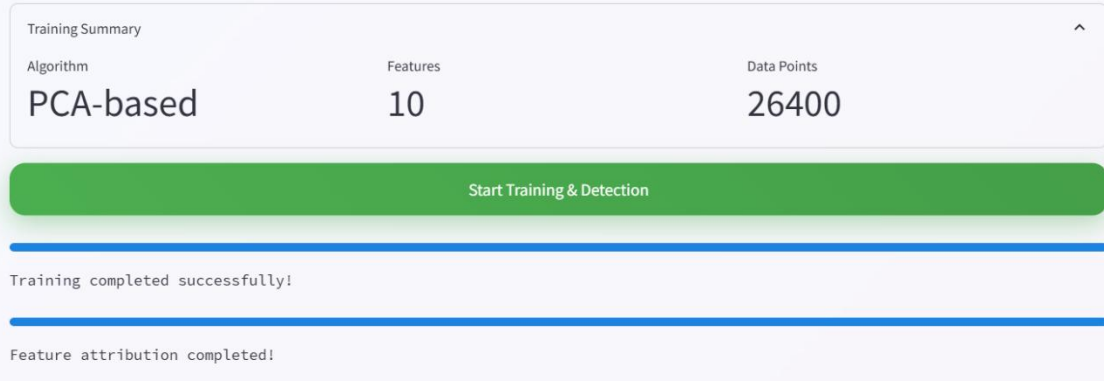 Training Summary
Algorithm Features Data Points
PCA-based 10 26400
Start Training & Detection
Training completed successfully!
Feature attribution completed!